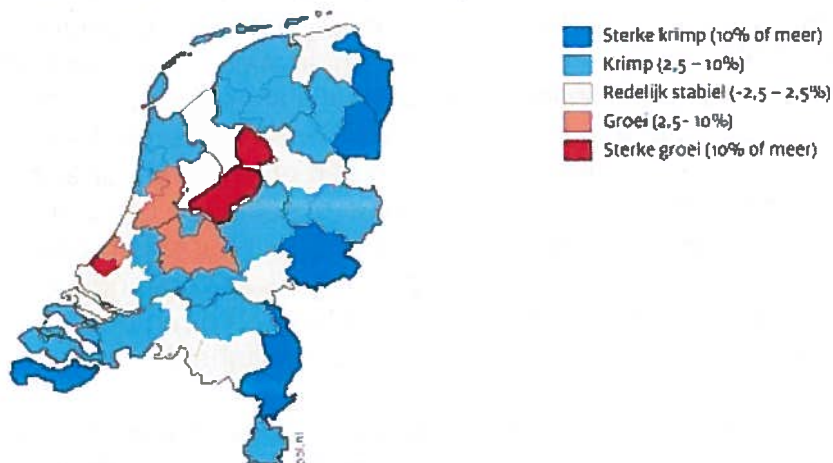 Sterke krimp (10% of meer)
Krimp (2,5 – 10%)
Redelijk stabiel (-2,5 – 2,5%)
Groei (2,5- 10%)
Sterke groei (10% of meer)